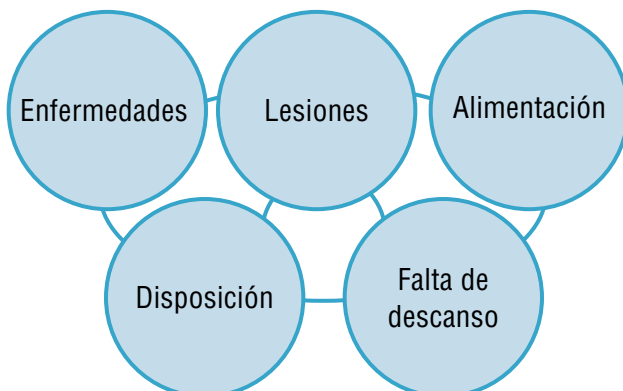 Enfermedades
Lesiones
Alimentación
Disposición
Falta de
descanso